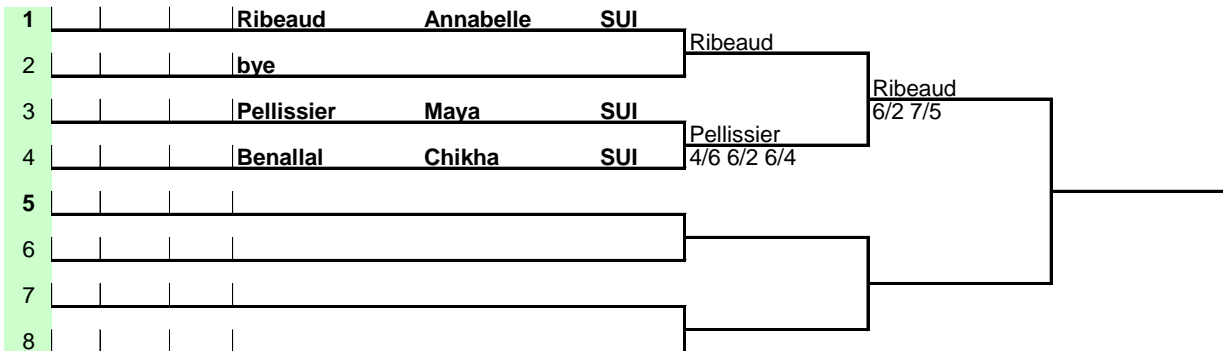 1 Ribeaud Annabelle SUI
Ribeaud
2 bye
Ribeaud
3 Pellissier Maya SUI
6/2 7/5
Pellissier
4 Benallal Chikha SUI
4/6 6/2 6/4
5
6
7
8